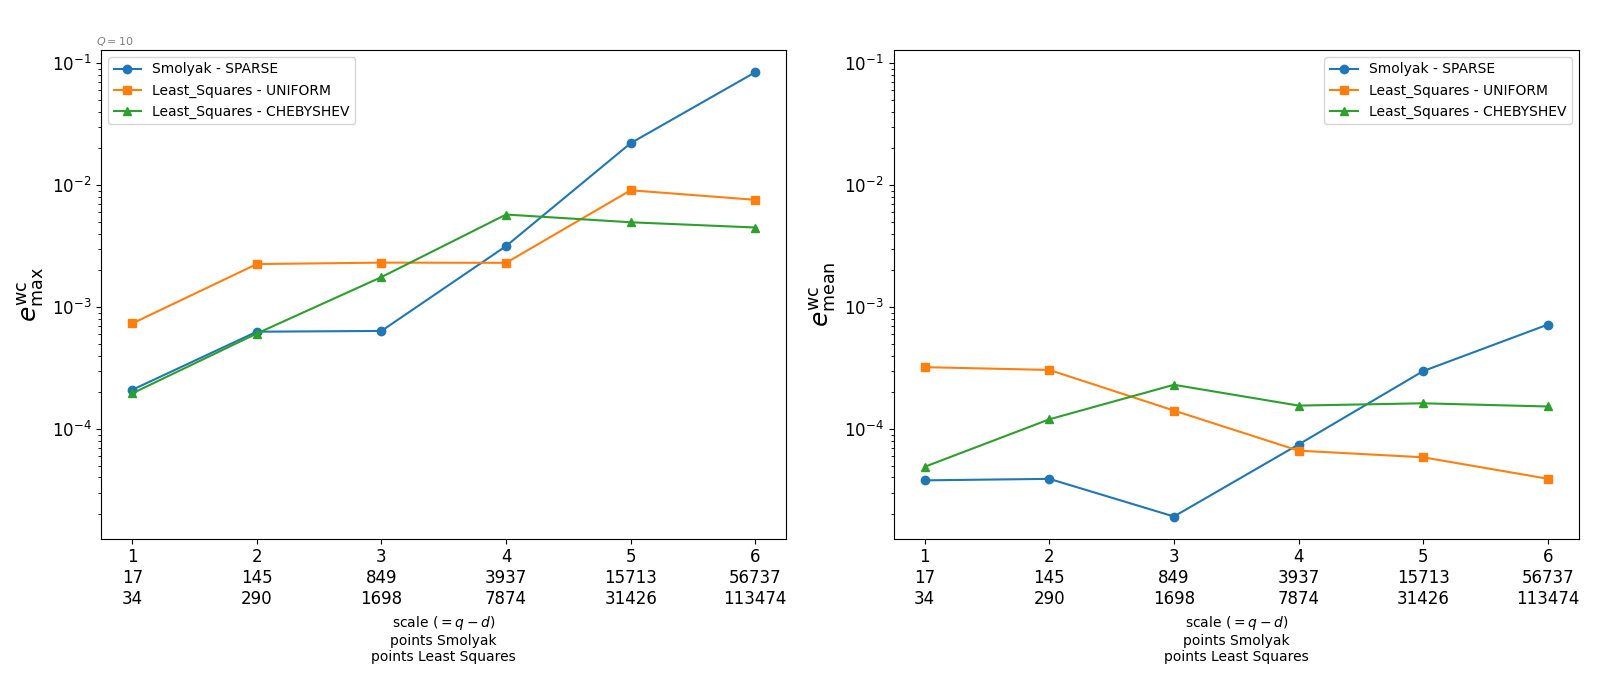 Q = 10
Smolyak - SPARSE
Least_Squares - UNIFORM
Least_Squares - CHEBYSHEV
10⁻¹
10⁻²
10⁻³
10⁻⁴
e^wc_max
1 2 3 4 5 6
17 145 849 3937 15713 56737
34 290 1698 7874 31426 113474
scale (= q − d)
points Smolyak
points Least Squares
Smolyak - SPARSE
Least_Squares - UNIFORM
Least_Squares - CHEBYSHEV
10⁻¹
10⁻²
10⁻³
10⁻⁴
e^wc_mean
1 2 3 4 5 6
17 145 849 3937 15713 56737
34 290 1698 7874 31426 113474
scale (= q − d)
points Smolyak
points Least Squares